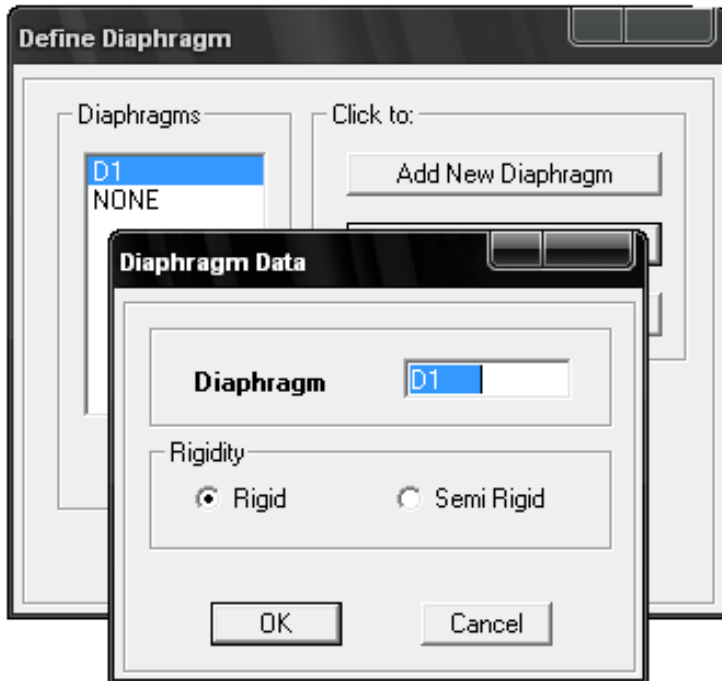 Define Diaphragm
Diaphragms
Click to:
D1
NONE
Add New Diaphragm
Diaphragm Data
Diaphragm
D1
Rigidity
Rigid
Semi Rigid
OK
Cancel